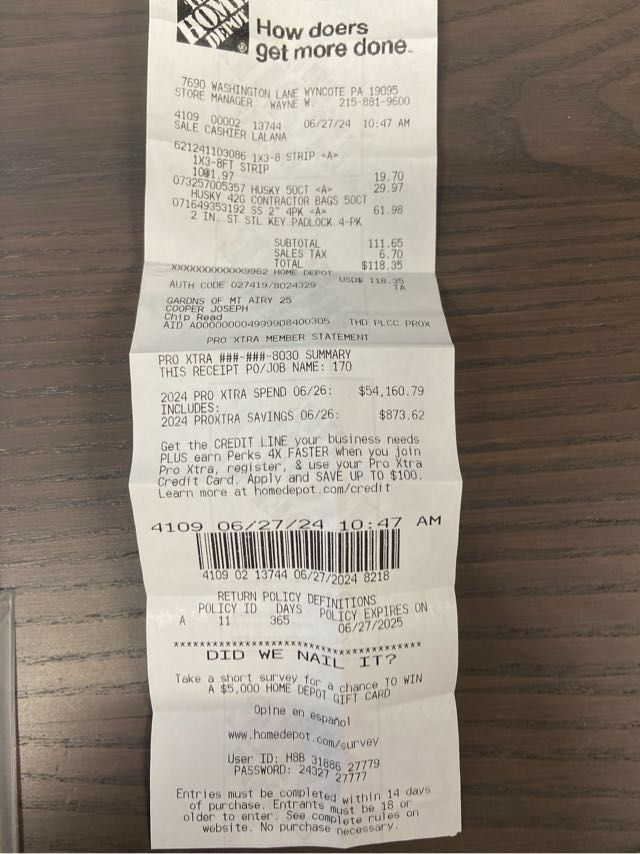 THE
HOME
DEPOT
®
How doers
get more done.
7690 WASHINGTON LANE WYNCOTE PA 19095
STORE MANAGER WAYNE W. 215-881-9600
4109 00002 13744 06/27/24 10:47 AM
SALE CASHIER LALANA
621241103086 1X3-8 STRIP <A>
1X3-8FT STRIP
10@1.97 19.70
073257005357 HUSKY 50CT <A> 29.97
HUSKY 42G CONTRACTOR BAGS 50CT
071649353192 SS 2" 4PK <A> 61.98
2 IN. ST STL KEY PADLOCK 4-PK
SUBTOTAL 111.65
SALES TAX 6.70
TOTAL $118.35
XXXXXXXXXXXX9962 HOME DEPOT
USD$ 118.35
AUTH CODE 027419/8024329 TA
GARDNS OF MT AIRY 25
COOPER JOSEPH
Chip Read
AID A0000000049999D8400305 THD PLCC PROX
PRO XTRA MEMBER STATEMENT
PRO XTRA ###-###-8030 SUMMARY
THIS RECEIPT PO/JOB NAME: 170
2024 PRO XTRA SPEND 06/26: $54,160.79
INCLUDES:
2024 PROXTRA SAVINGS 06/26: $873.62
Get the CREDIT LINE your business needs
PLUS earn Perks 4X FASTER when you join
Pro Xtra, register, & use your Pro Xtra
Credit Card. Apply and SAVE UP TO $100.
Learn more at homedepot.com/credit
4109 06/27/24 10:47 AM
4109 02 13744 06/27/2024 8218
RETURN POLICY DEFINITIONS
POLICY ID DAYS POLICY EXPIRES ON
A 11 365 06/27/2025
****************************************
DID WE NAIL IT?
Take a short survey for a chance TO WIN
A $5,000 HOME DEPOT GIFT CARD
Opine en español
www.homedepot.com/survey
User ID: H8B 31886 27779
PASSWORD: 24327 27777
Entries must be completed within 14 days
of purchase. Entrants must be 18 or
older to enter. See complete rules on
website. No purchase necessary.